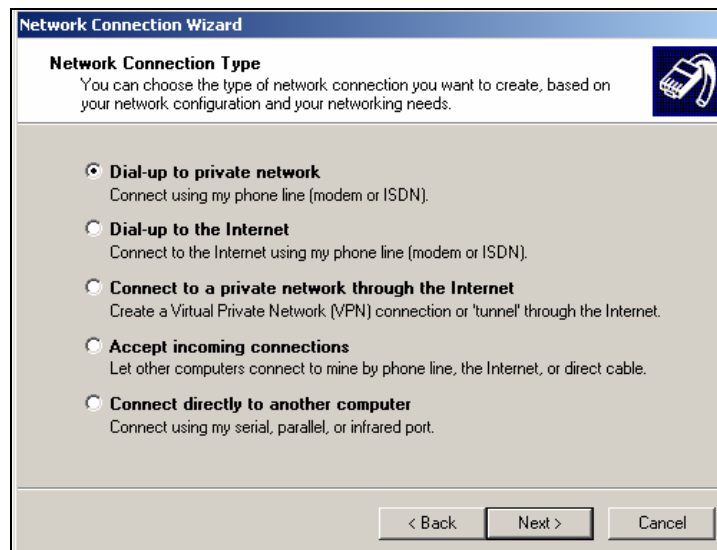 Network Connection Wizard
Network Connection Type
You can choose the type of network connection you want to create, based on
your network configuration and your networking needs.
Dial-up to private network
Connect using my phone line (modem or ISDN).
Dial-up to the Internet
Connect to the Internet using my phone line (modem or ISDN).
Connect to a private network through the Internet
Create a Virtual Private Network (VPN) connection or 'tunnel' through the Internet.
Accept incoming connections
Let other computers connect to mine by phone line, the Internet, or direct cable.
Connect directly to another computer
Connect using my serial, parallel, or infrared port.
< Back Next > Cancel